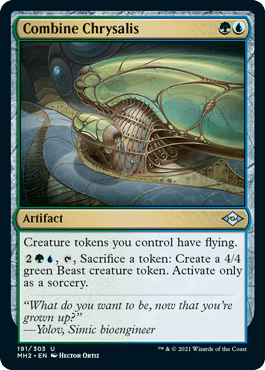 Combine Chrysalis
Artifact
Creature tokens you control have flying.
2, , Sacrifice a token: Create a 4/4
green Beast creature token. Activate only
as a sorcery.
“What do you want to be, now that you’re
grown up?”
—Yolov, Simic bioengineer
191/303 U
MH2 • EN Hector Ortiz
™ & © 2021 Wizards of the Coast